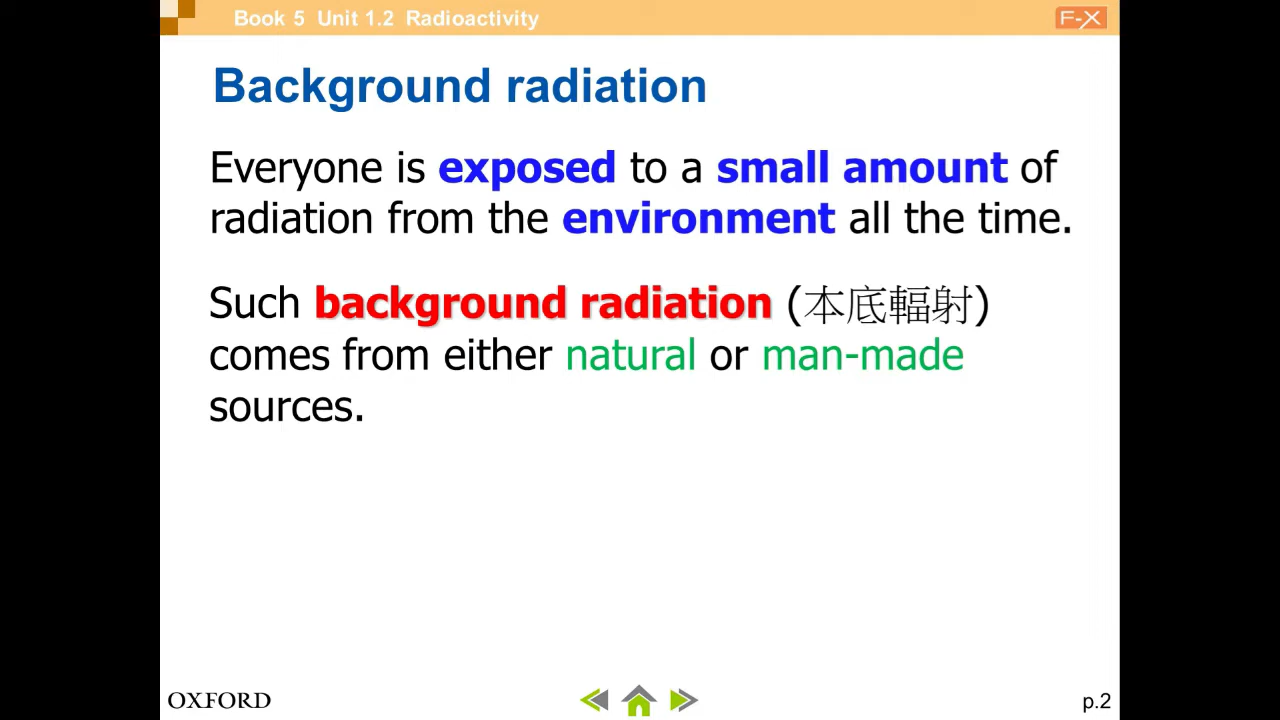 Book 5 Unit 1.2 Radioactivity
F-X
Background radiation
Everyone is exposed to a small amount of
radiation from the environment all the time.
Such background radiation (本底輻射)
comes from either natural or man-made
sources.
OXFORD
p.2